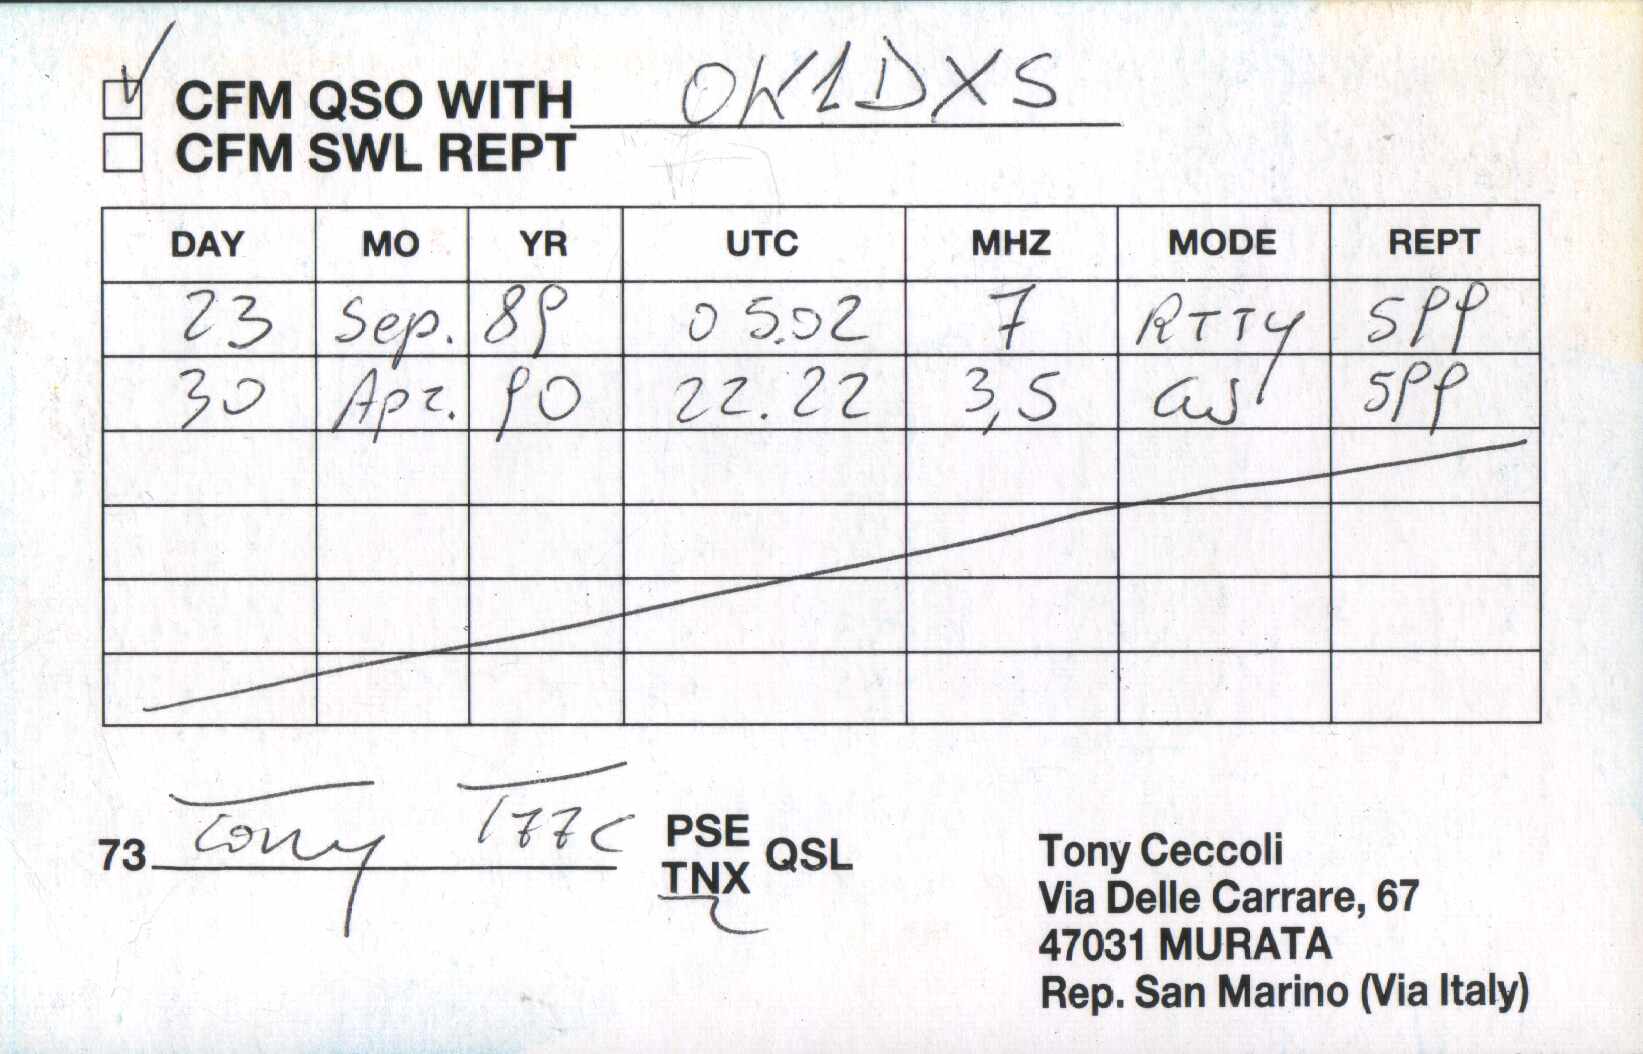 CFM QSO WITH OK1DXS
CFM SWL REPT
DAY MO YR UTC MHZ MODE REPT
23 Sep. 89 05.02 7 RTTY 599
30 Apr. 90 22.22 3,5 CW 599
73 Tony T77C PSE TNX QSL
Tony Ceccoli
Via Delle Carrare, 67
47031 MURATA
Rep. San Marino (Via Italy)